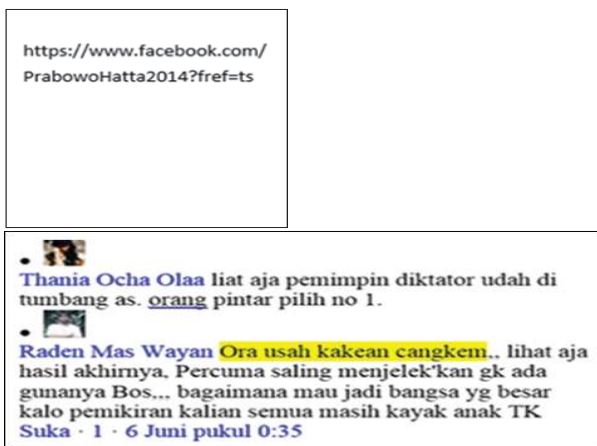 https://www.facebook.com/
PrabowoHatta2014?fref=ts
Thania Ocha Olaa liat aja pemimpin diktator udah di
tumbang as. orang pintar pilih no 1.
Raden Mas Wayan Ora usah kakean cangkem,, lihat aja
hasil akhirnya, Percuma saling menjelek'kan gk ada
gunanya Bos,,, bagaimana mau jadi bangsa yg besar
kalo pemikiran kalian semua masih kayak anak TK
Suka · 1 · 6 Juni pukul 0:35